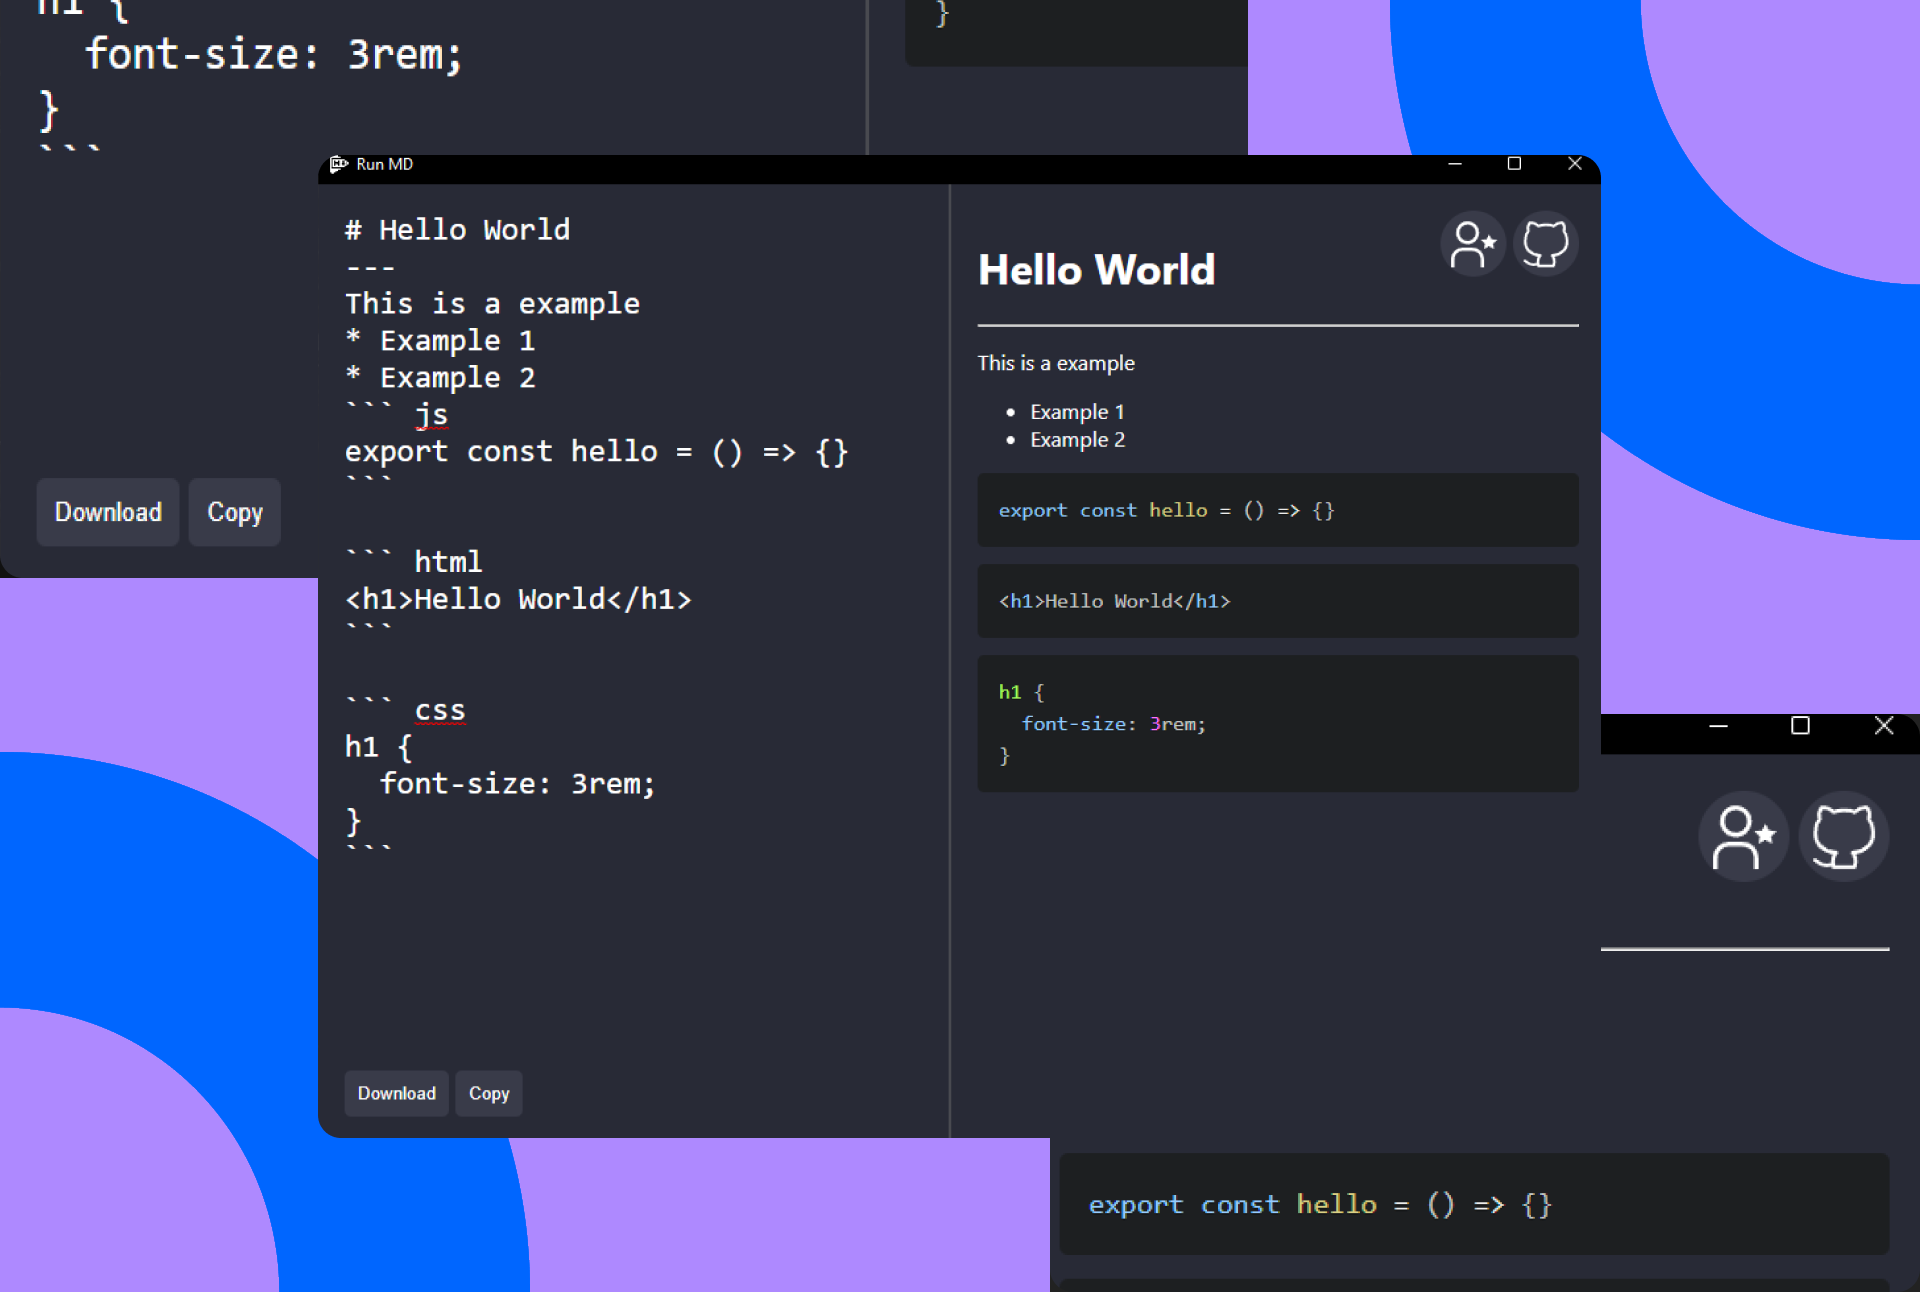 h1 {
  font-size: 3rem;
}
```
Download
Copy
}
Run MD
# Hello World
---
This is a example
* Example 1
* Example 2
``` js
export const hello = () => {}
```
``` html
<h1>Hello World</h1>
```
``` css
h1 {
  font-size: 3rem;
}
```
Download
Copy
Hello World
This is a example
• Example 1
• Example 2
export const hello = () => {}
<h1>Hello World</h1>
h1 {
  font-size: 3rem;
}
export const hello = () => {}